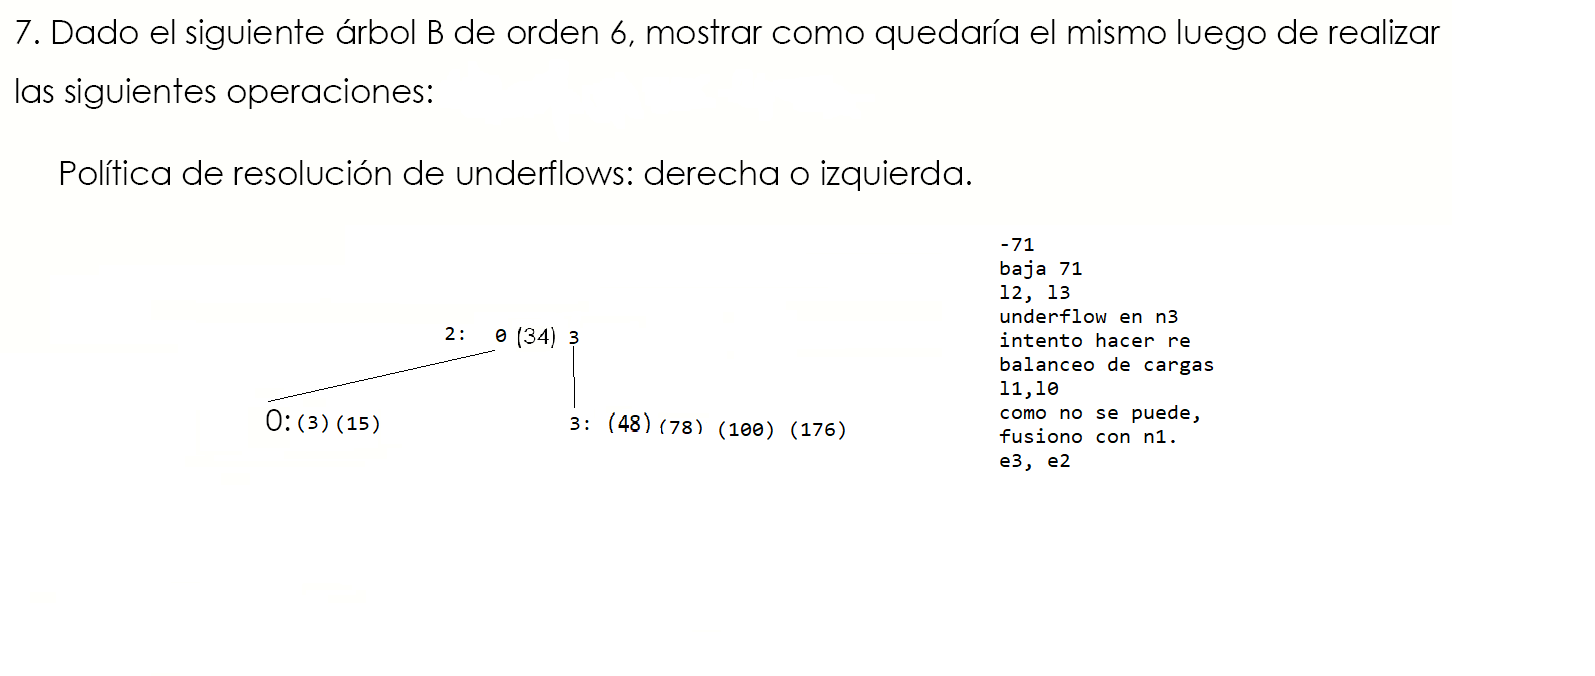 7. Dado el siguiente árbol B de orden 6, mostrar como quedaría el mismo luego de realizar
las siguientes operaciones:
Política de resolución de underflows: derecha o izquierda.
2: 0 (34) 3
0: (3) (15)
3: (48) (78) (100) (176)
-71
baja 71
l2, l3
underflow en n3
intento hacer re
balanceo de cargas
l1,l0
como no se puede,
fusiono con n1.
e3, e2